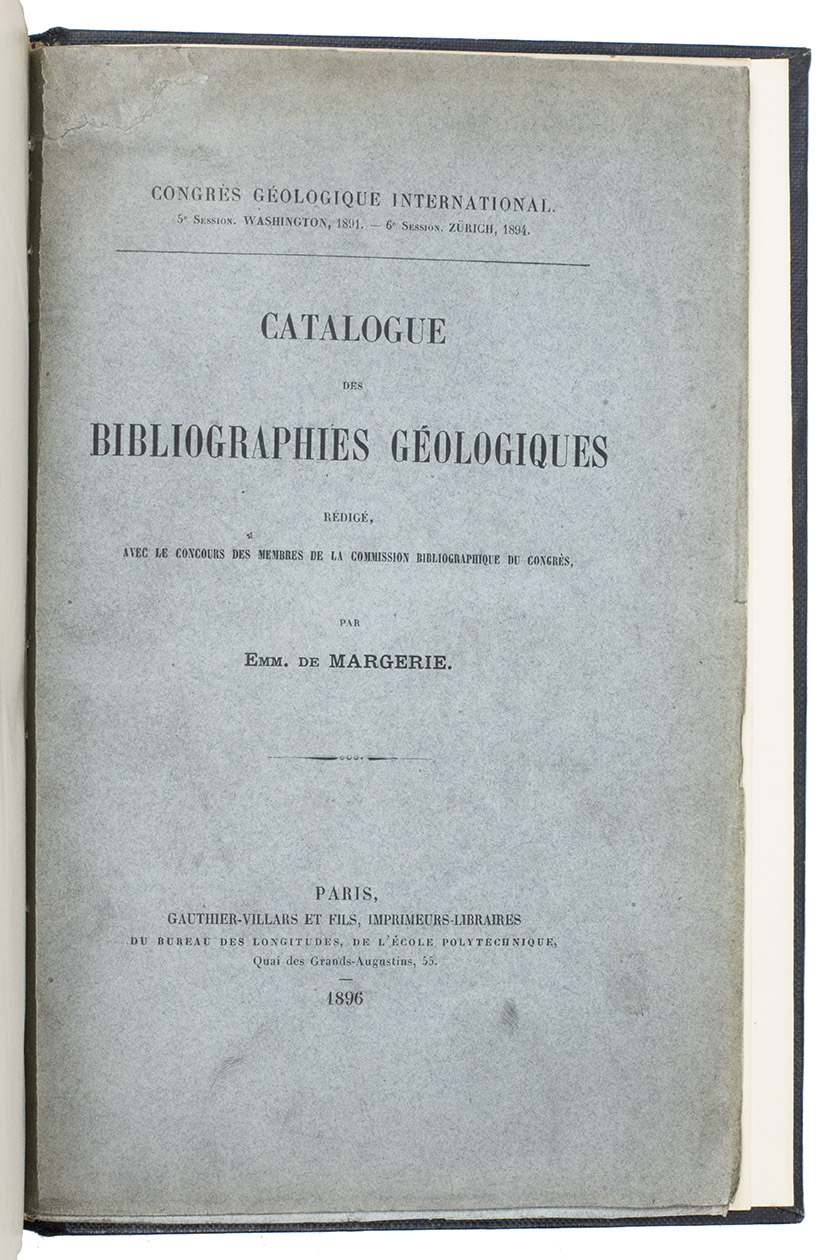 CONGRÈS GÉOLOGIQUE INTERNATIONAL.
5e SESSION. WASHINGTON, 1891. — 6e SESSION. ZÜRICH, 1894.
CATALOGUE
DES
BIBLIOGRAPHIES GÉOLOGIQUES
RÉDIGÉ,
AVEC LE CONCOURS DES MEMBRES DE LA COMMISSION BIBLIOGRAPHIQUE DU CONGRÈS,
PAR
EMM. DE MARGERIE.
PARIS,
GAUTHIER-VILLARS ET FILS, IMPRIMEURS-LIBRAIRES
DU BUREAU DES LONGITUDES, DE L'ÉCOLE POLYTECHNIQUE,
Quai des Grands-Augustins, 55.
1896